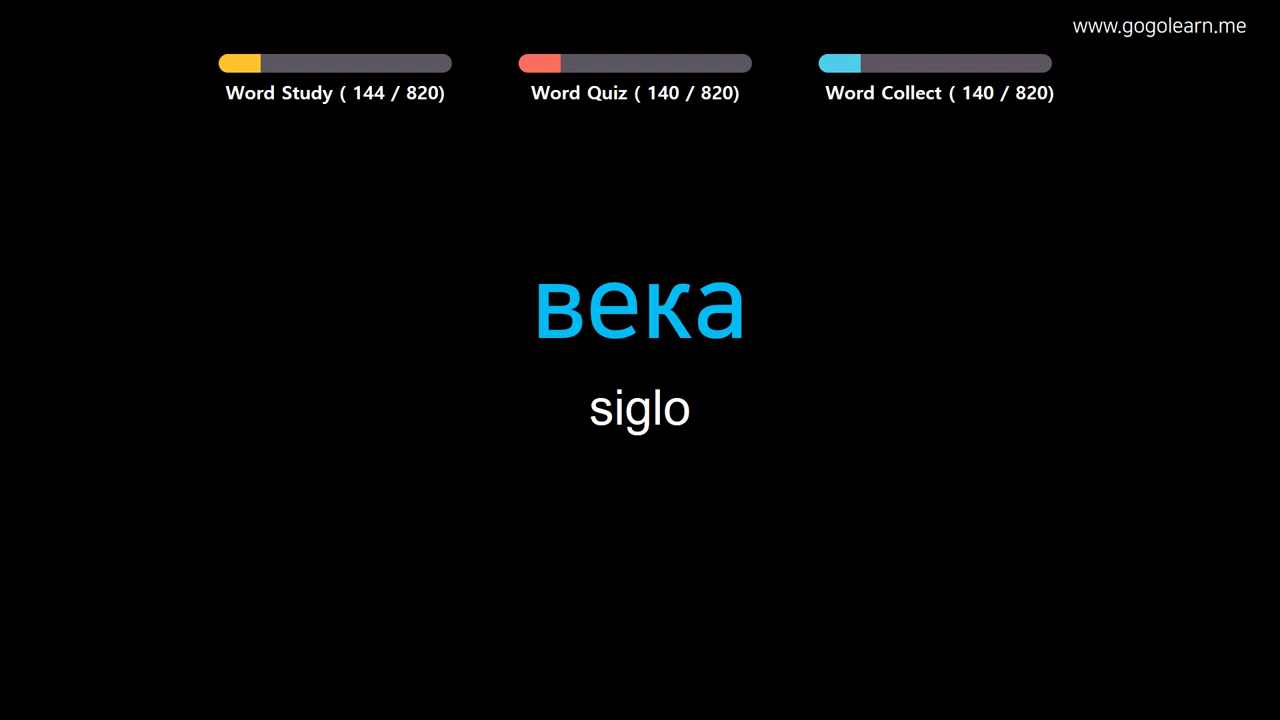 www.gogolearn.me
Word Study ( 144 / 820)
Word Quiz ( 140 / 820)
Word Collect ( 140 / 820)
века
siglo